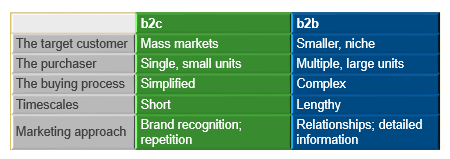 b2c b2b
The target customer Mass markets Smaller, niche
The purchaser Single, small units Multiple, large units
The buying process Simplified Complex
Timescales Short Lengthy
Marketing approach Brand recognition; repetition Relationships; detailed information